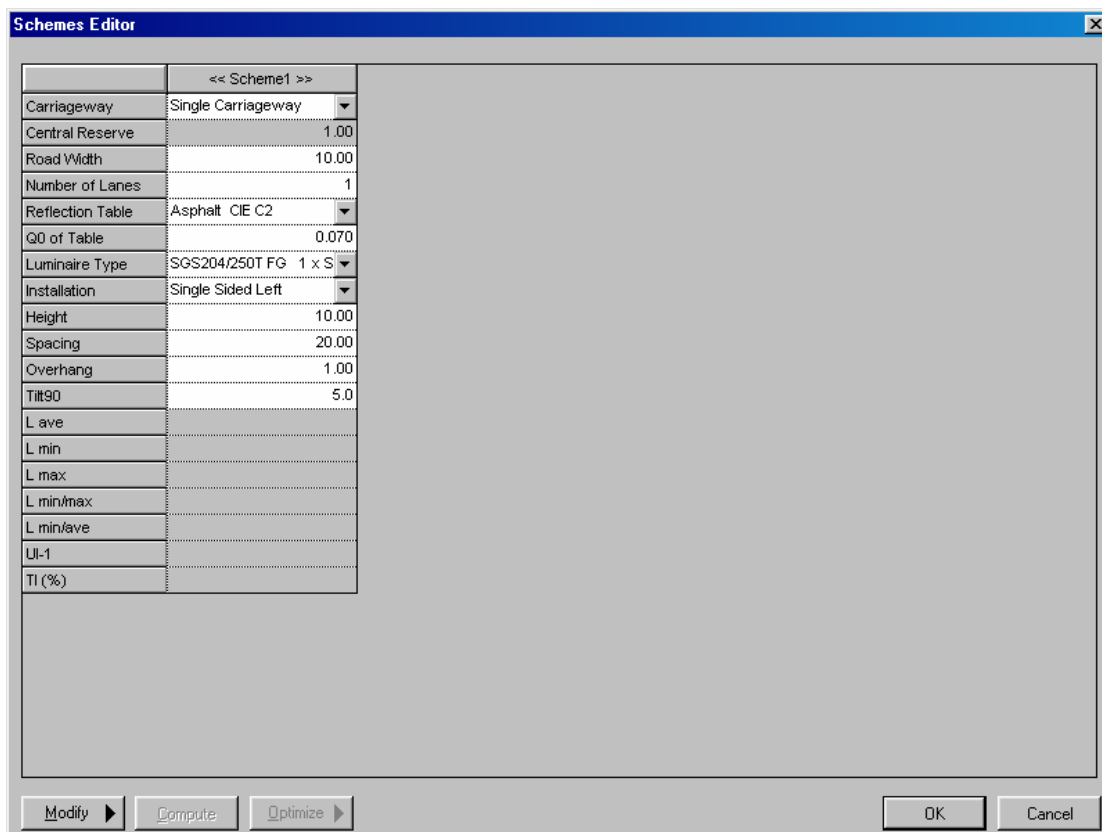 Schemes Editor
<< Scheme1 >>
Carriageway Single Carriageway
Central Reserve 1.00
Road Width 10.00
Number of Lanes 1
Reflection Table Asphalt CIE C2
Q0 of Table 0.070
Luminaire Type SGS204/250T FG 1 x S
Installation Single Sided Left
Height 10.00
Spacing 20.00
Overhang 1.00
Tilt90 5.0
L ave
L min
L max
L min/max
L min/ave
UI-1
TI (%)
Modify Compute Optimize OK Cancel